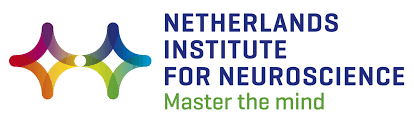 NETHERLANDS
INSTITUTE
FOR NEUROSCIENCE
Master the mind